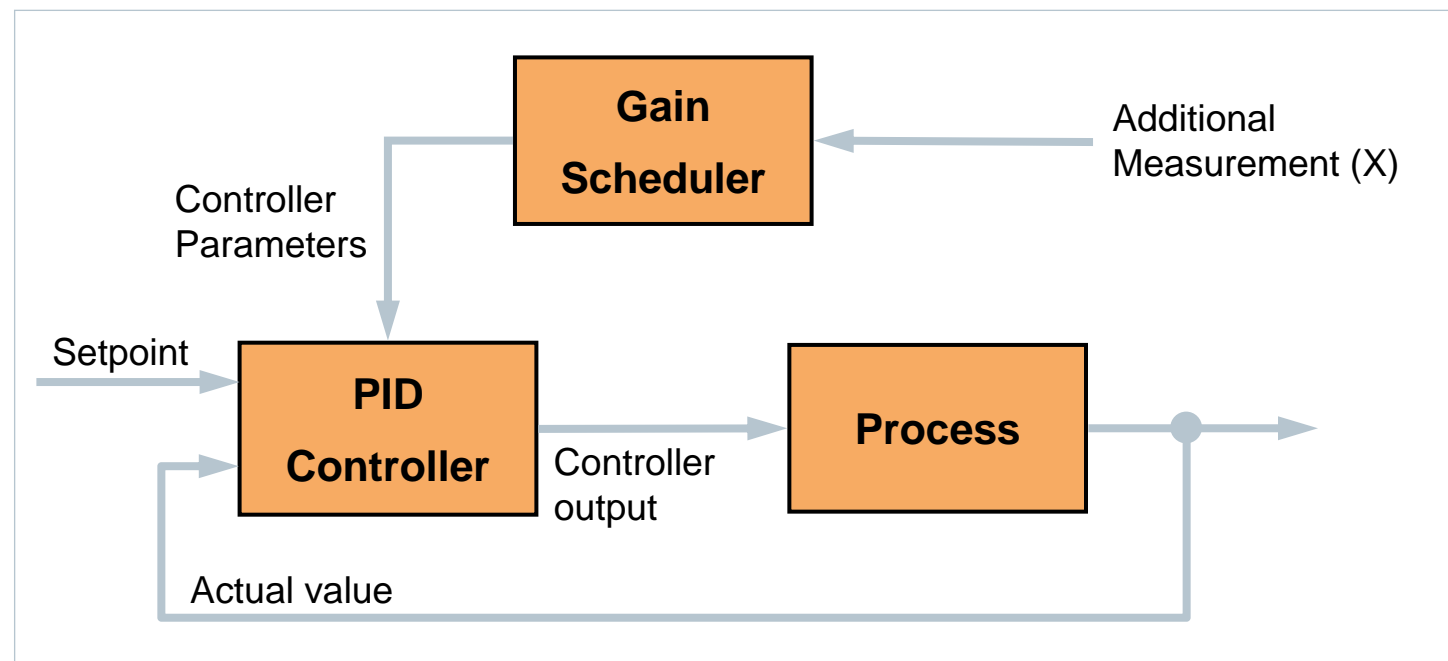 Gain
Scheduler
Additional
Measurement (X)
Controller
Parameters
Setpoint
PID
Controller
Process
Controller
output
Actual value